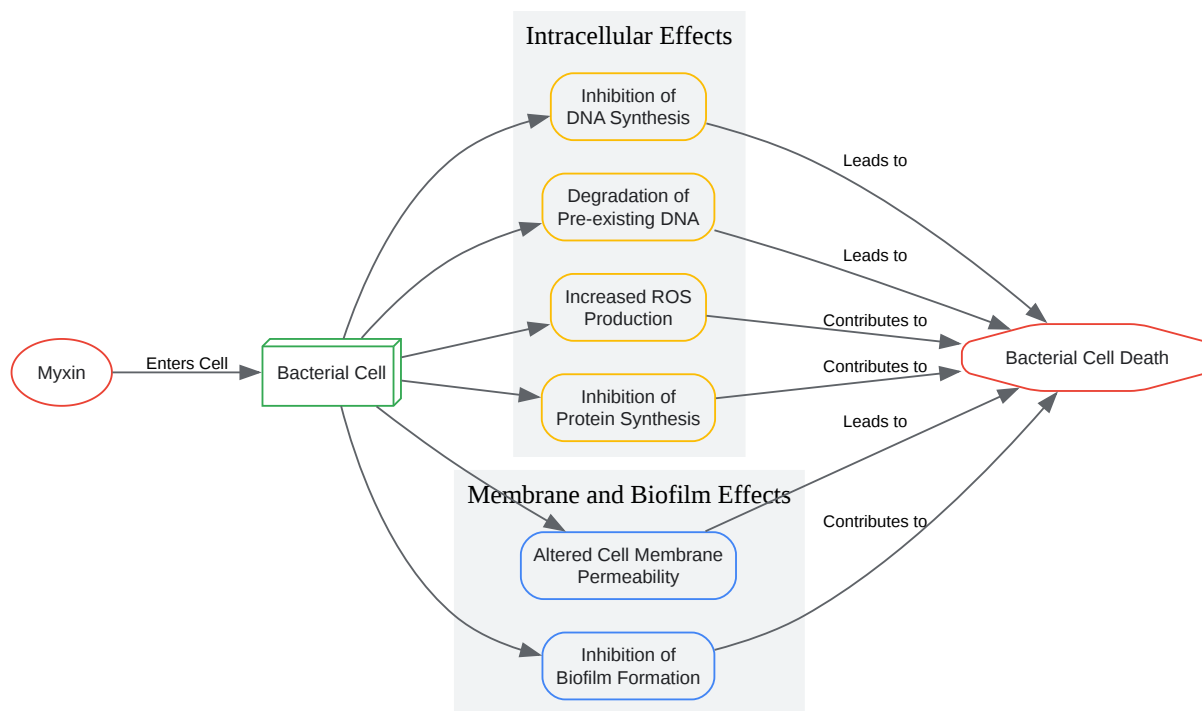 Intracellular Effects
Inhibition of
DNA Synthesis
Leads to
Degradation of
Pre-existing DNA
Leads to
Increased ROS
Production
Contributes to
Myxin
Enters Cell
Bacterial Cell
Bacterial Cell Death
Inhibition of
Protein Synthesis
Contributes to
Leads to
Membrane and Biofilm Effects
Altered Cell Membrane
Permeability
Contributes to
Inhibition of
Biofilm Formation